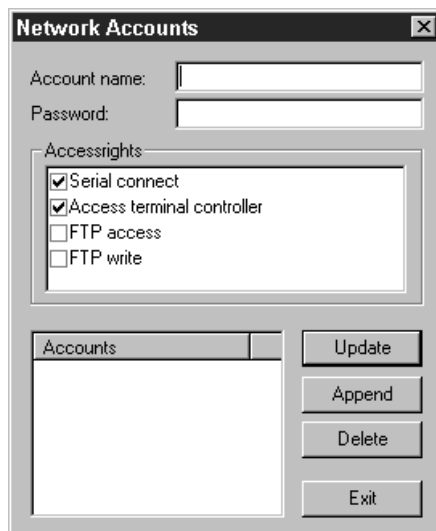 Network Accounts
Account name:
Password:
Accessrights
Serial connect
Access terminal controller
FTP access
FTP write
Accounts
Update
Append
Delete
Exit